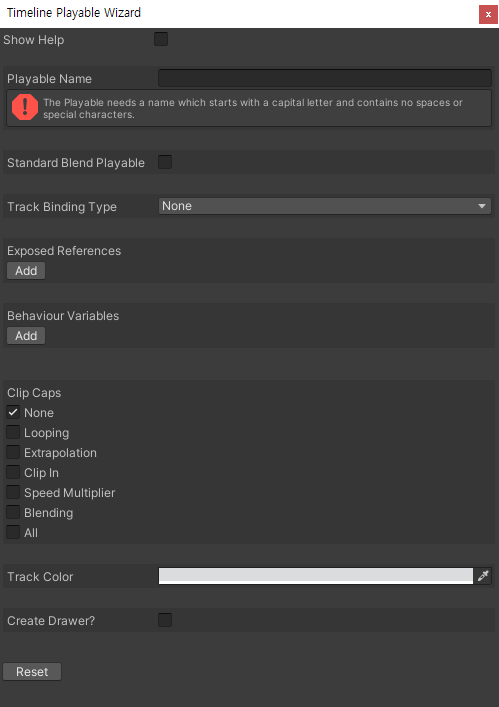 Timeline Playable Wizard
x
Show Help
Playable Name
The Playable needs a name which starts with a capital letter and contains no spaces or
special characters.
Standard Blend Playable
Track Binding Type None
Exposed References
Add
Behaviour Variables
Add
Clip Caps
None
Looping
Extrapolation
Clip In
Speed Multiplier
Blending
All
Track Color
Create Drawer?
Reset